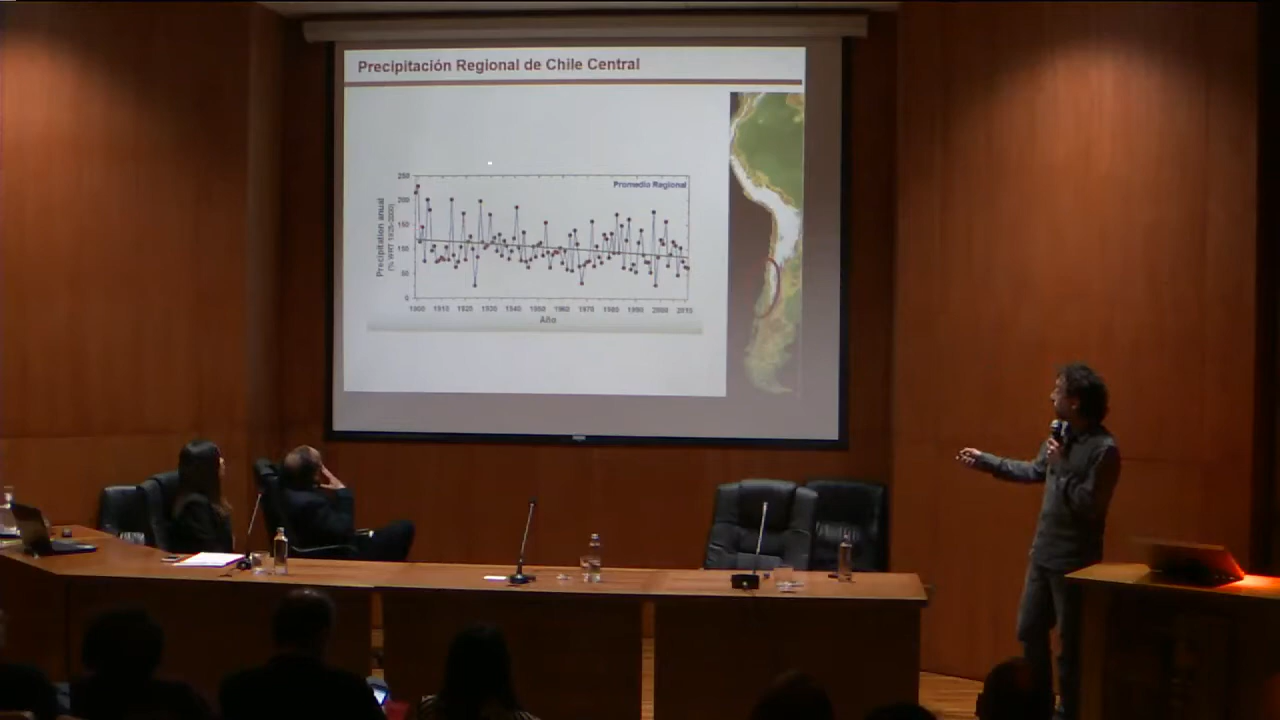 Precipitación Regional de Chile Central
Promedio Regional
Precipitation anual
250
200
150
100
50
0
1900 1910 1920 1930 1940 1950 1960 1970 1980 1990 2000 2010
Año